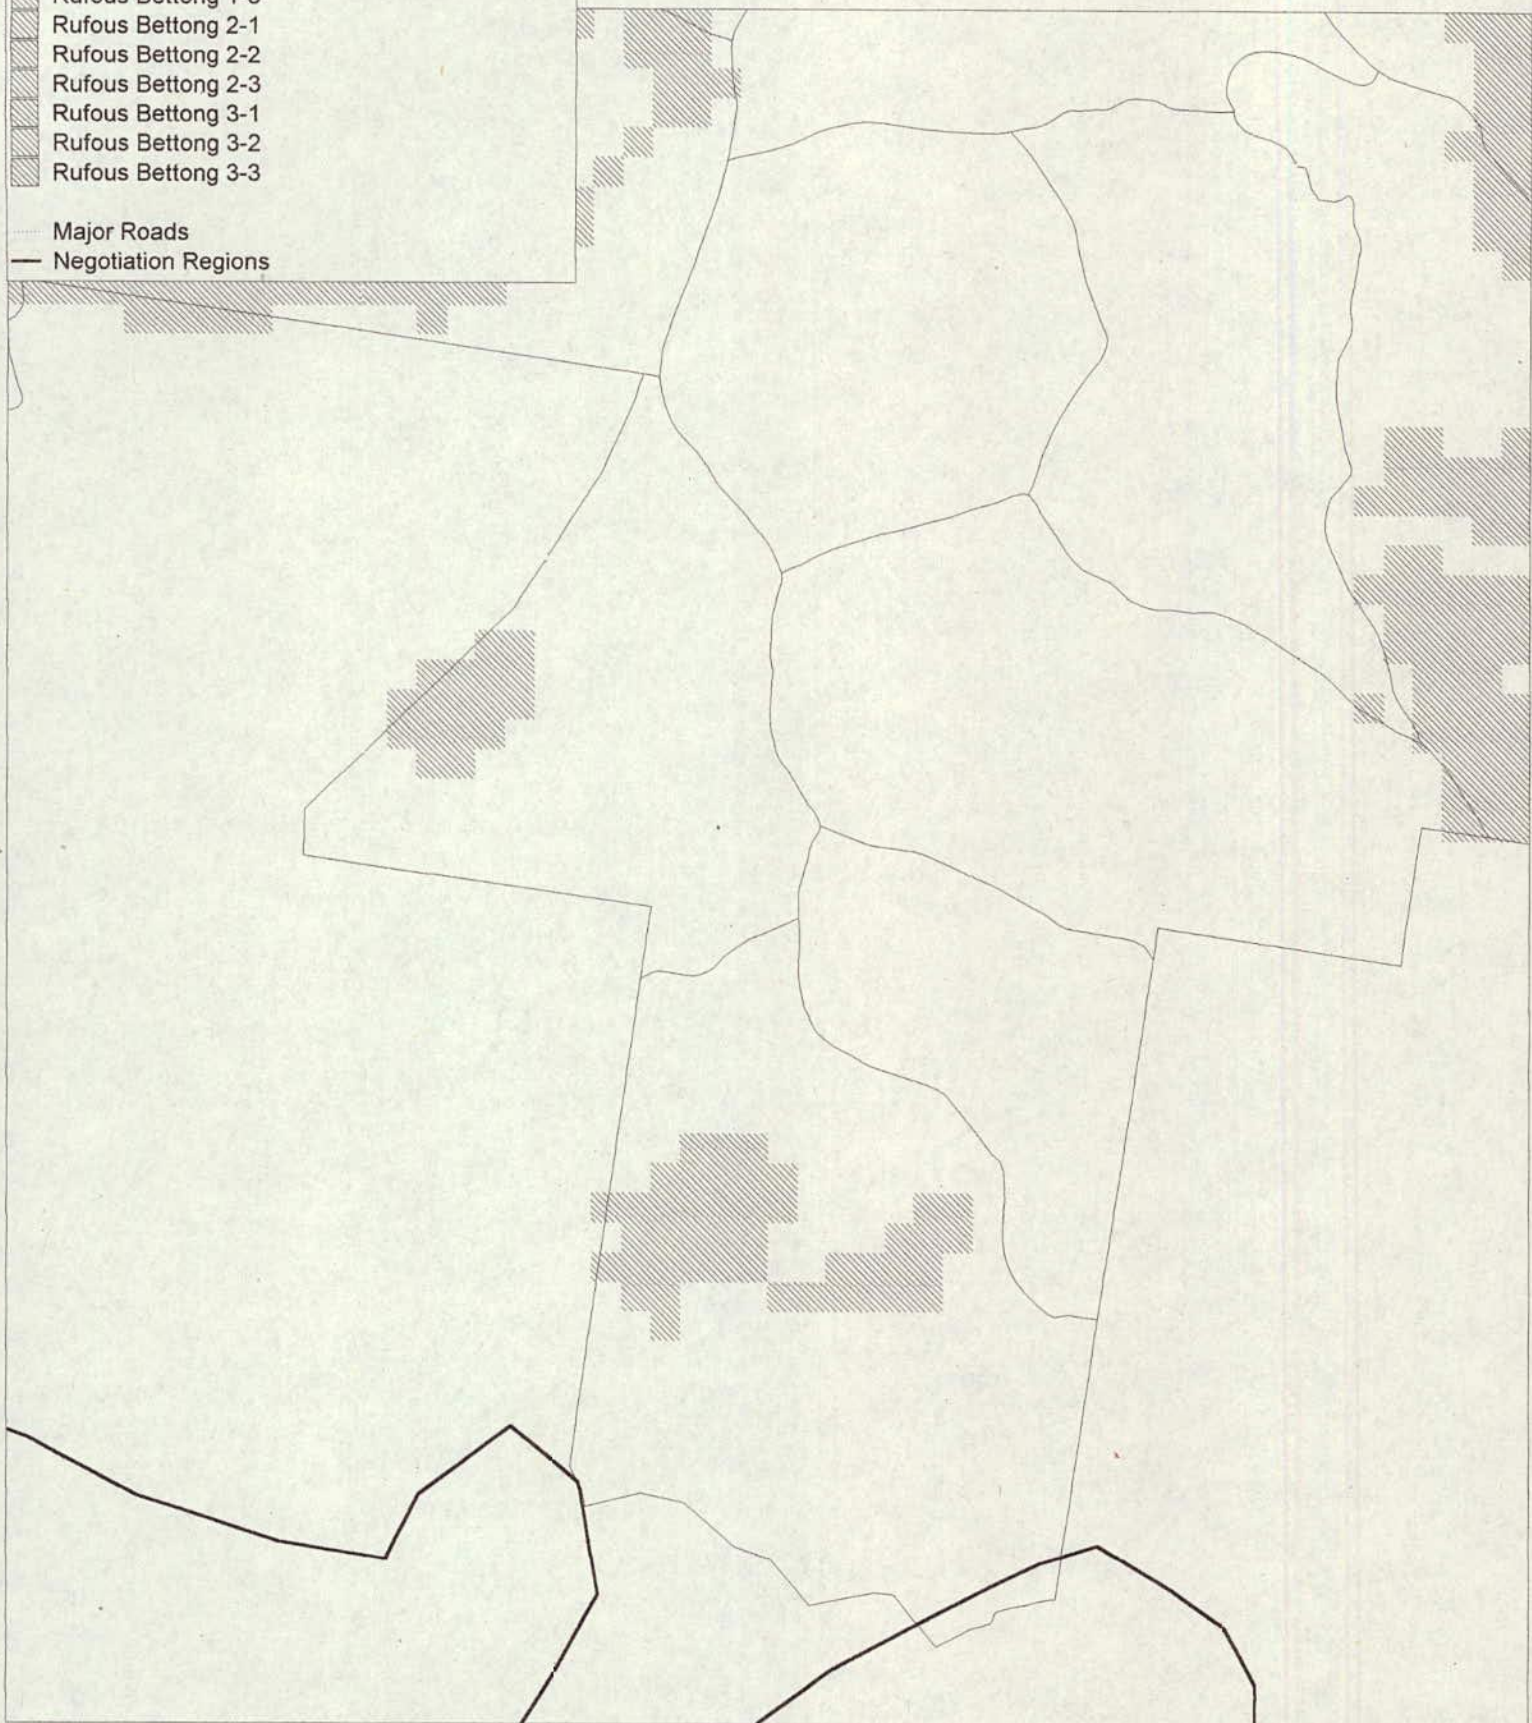 Rufous Bettong 2-1
Rufous Bettong 2-2
Rufous Bettong 2-3
Rufous Bettong 3-1
Rufous Bettong 3-2
Rufous Bettong 3-3
Major Roads
Negotiation Regions